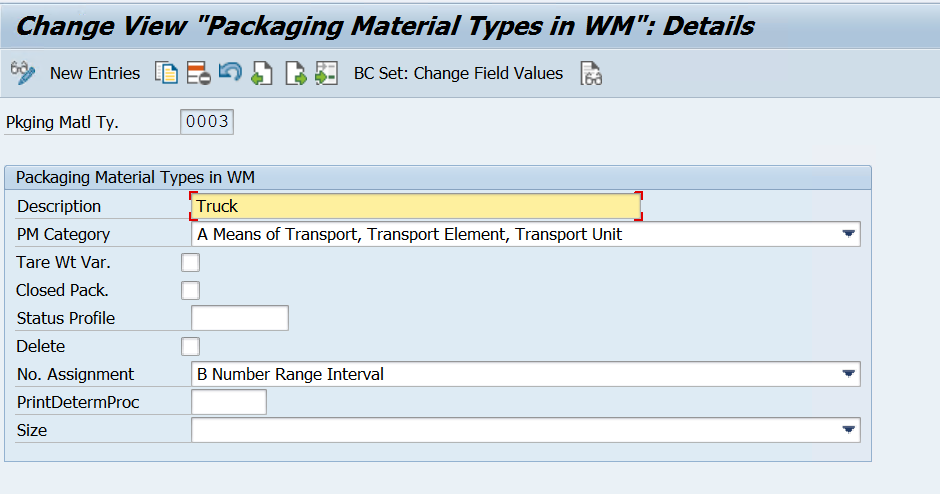 Change View "Packaging Material Types in WM": Details
New Entries BC Set: Change Field Values
Pkging Matl Ty. 0003
Packaging Material Types in WM
Description Truck
PM Category A Means of Transport, Transport Element, Transport Unit
Tare Wt Var.
Closed Pack.
Status Profile
Delete
No. Assignment B Number Range Interval
PrintDetermProc
Size